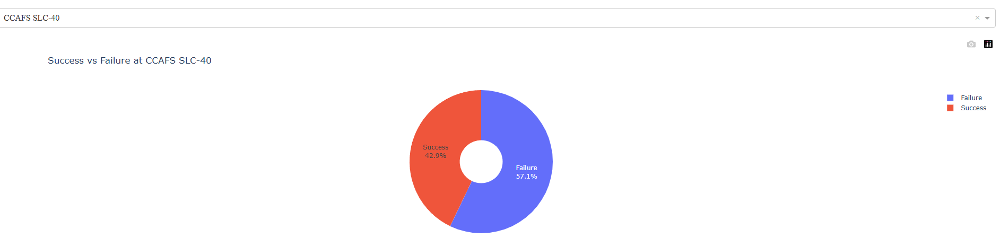 CCAFS SLC-40
Success vs Failure at CCAFS SLC-40
Failure
Success
Success
42.9%
Failure
57.1%